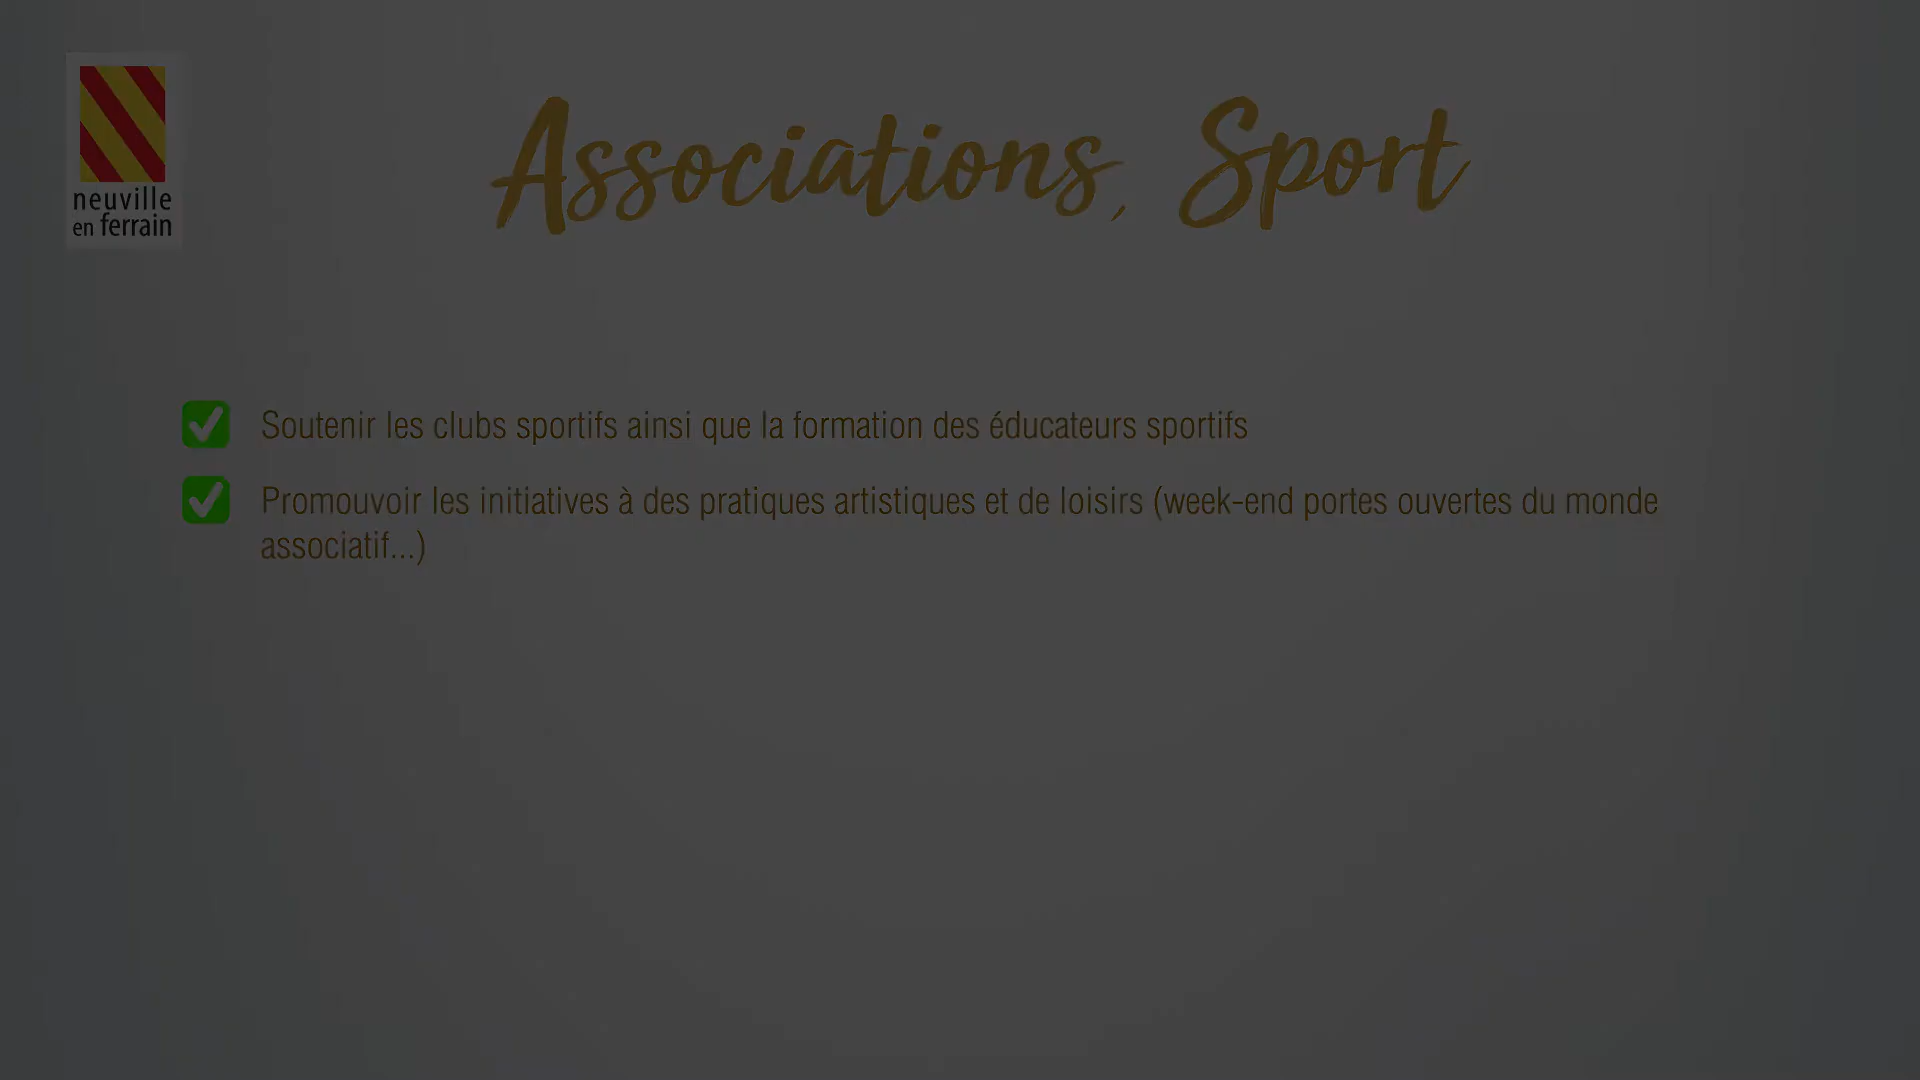 neuville
en ferrain
Associations, Sport
Soutenir les clubs sportifs ainsi que la formation des éducateurs sportifs
Promouvoir les initiatives à des pratiques artistiques et de loisirs (week-end portes ouvertes du monde
associatif...)